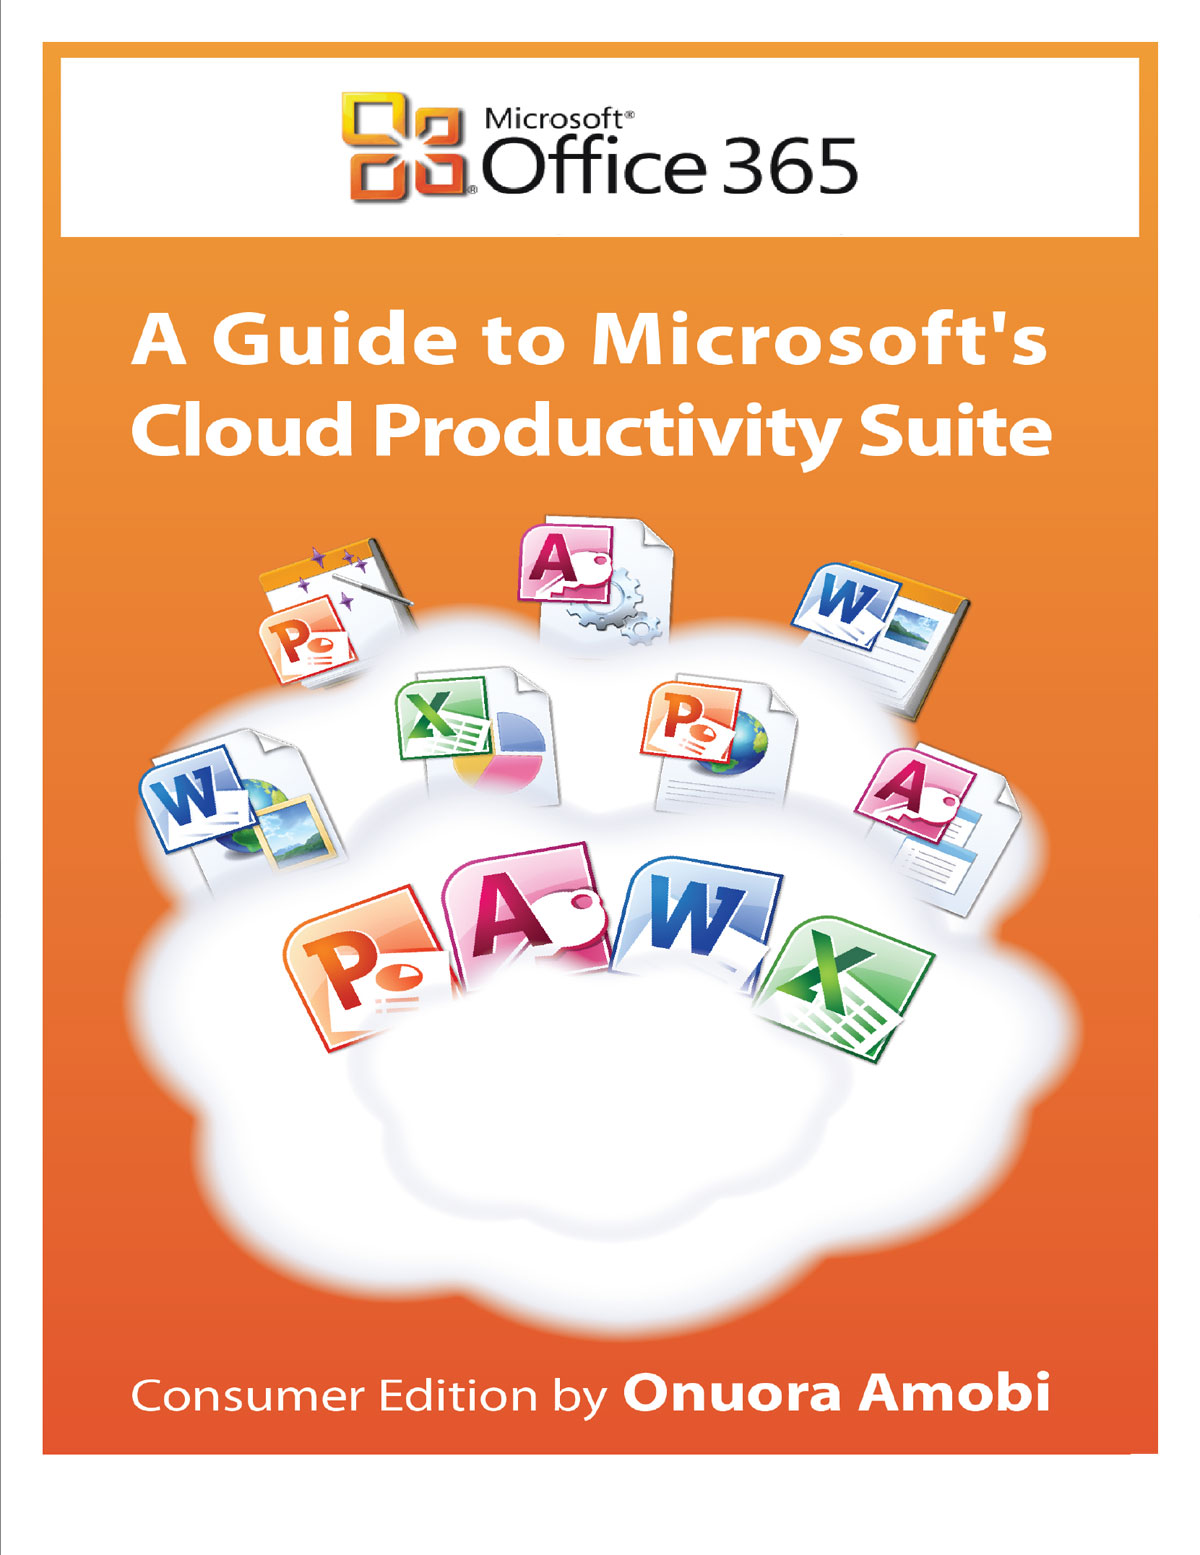 Microsoft®
Office 365
®
A Guide to Microsoft's
Cloud Productivity Suite
A
P
W
X
P
W
A
P
A
W
X
Consumer Edition by Onuora Amobi